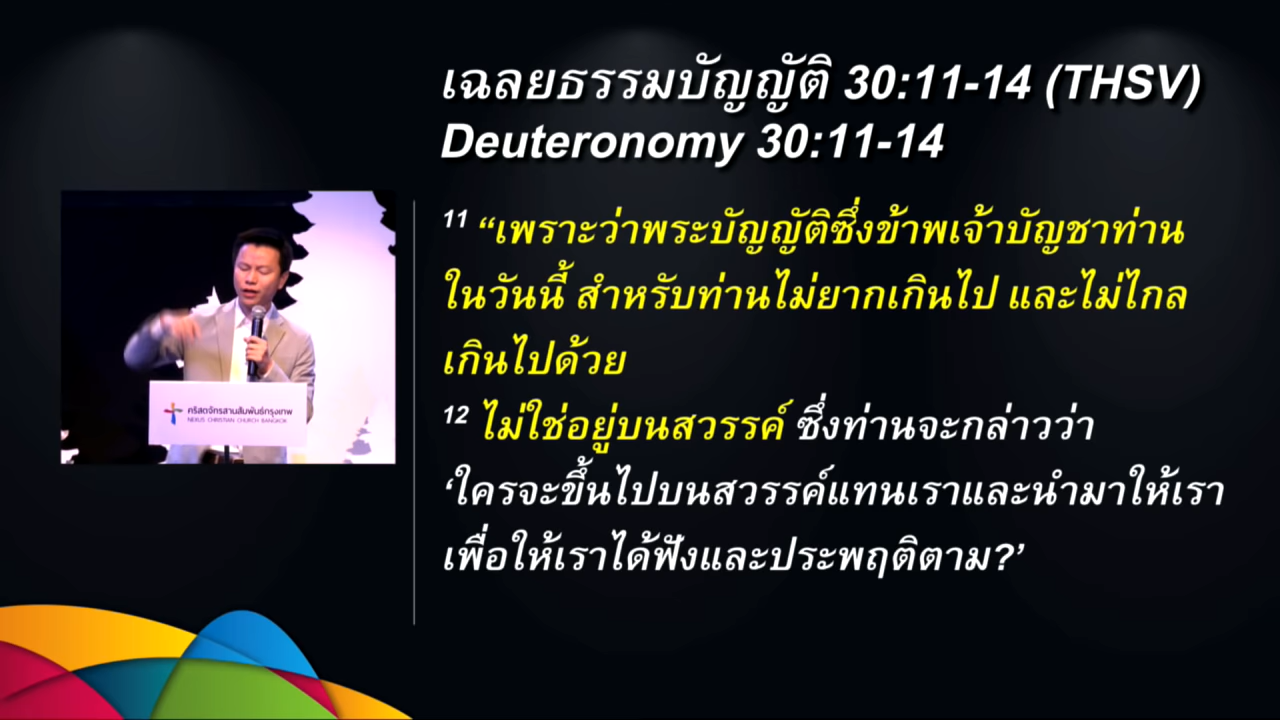 เฉลยธรรมบัญญัติ 30:11-14 (THSV)
Deuteronomy 30:11-14
11 “เพราะว่าพระบัญญัติซึ่งข้าพเจ้าบัญชาท่าน
ในวันนี้ สำหรับท่านไม่ยากเกินไป และไม่ไกล
เกินไปด้วย
12 ไม่ใช่อยู่บนสวรรค์ ซึ่งท่านจะกล่าวว่า
‘ใครจะขึ้นไปบนสวรรค์แทนเราและนำมาให้เรา
เพื่อให้เราได้ฟังและประพฤติตาม?’
คริสตจักรสานสัมพันธ์กรุงเทพ
NEXUS CHRISTIAN CHURCH BANGKOK